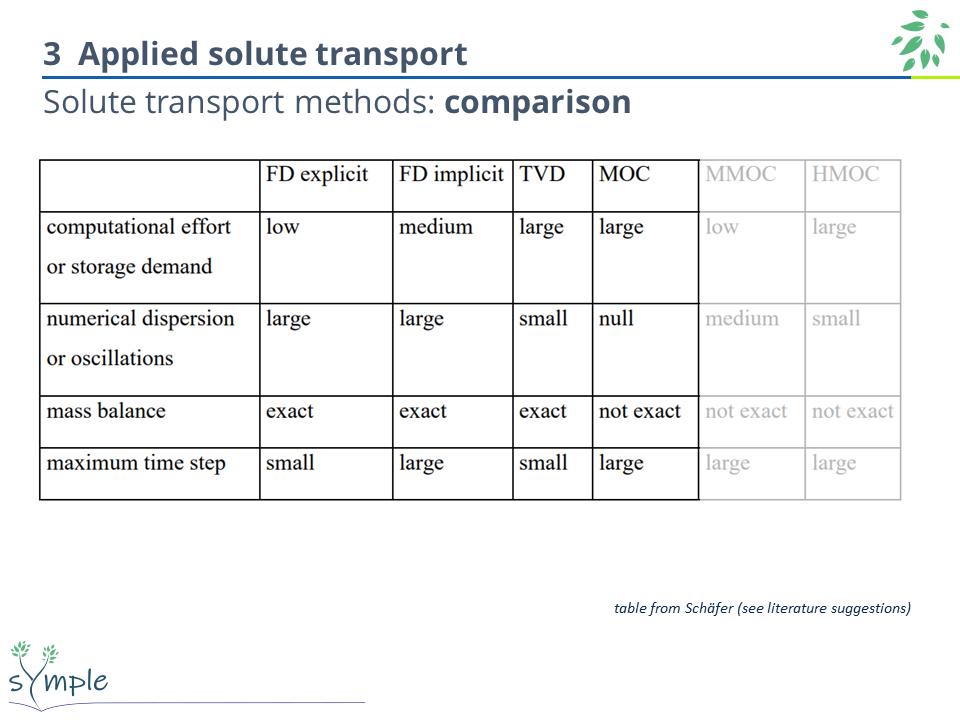 3 Applied solute transport
Solute transport methods: comparison
FD explicit FD implicit TVD MOC MMOC HMOC
computational effort low medium large large low large
or storage demand
numerical dispersion large large small null medium small
or oscillations
mass balance exact exact exact not exact not exact not exact
maximum time step small large small large large large
table from Schäfer (see literature suggestions)
symple